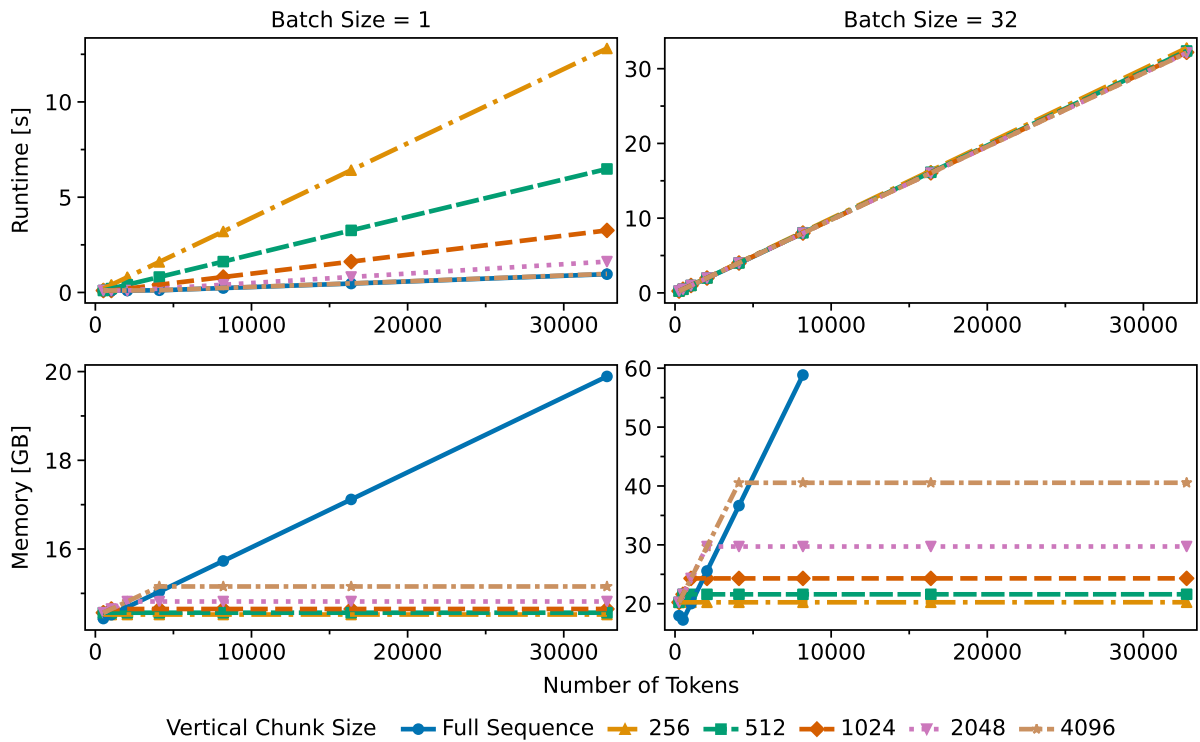 Batch Size = 1
Batch Size = 32
Runtime [s]
10
5
0
0 10000 20000 30000
30
20
10
0
0 10000 20000 30000
Memory [GB]
20
18
16
0 10000 20000 30000
60
50
40
30
20
0 10000 20000 30000
Number of Tokens
Vertical Chunk Size Full Sequence 256 512 1024 2048 4096